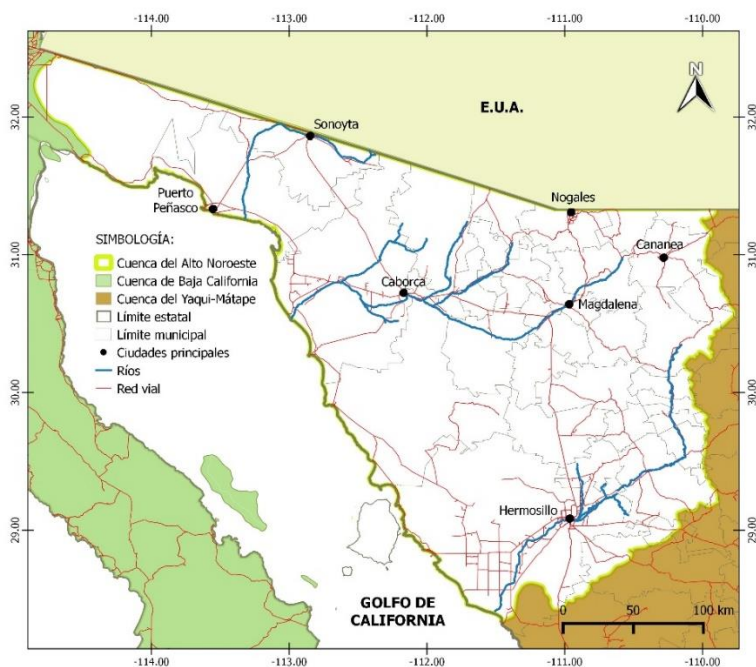 -114.00 -113.00 -112.00 -111.00 -110.00
32.00
31.00
30.00
29.00
E.U.A.
N
32.00
31.00
30.00
29.00
Sonoyta
Puerto
Peñasco
Nogales
Cananea
Caborca
Magdalena
Hermosillo
SIMBOLOGÍA:
Cuenca del Alto Noroeste
Cuenca de Baja California
Cuenca del Yaqui-Mátape
Límite estatal
Límite municipal
Ciudades principales
Ríos
Red vial
GOLFO DE
CALIFORNIA
0 50 100 km
-114.00 -113.00 -112.00 -111.00 -110.00